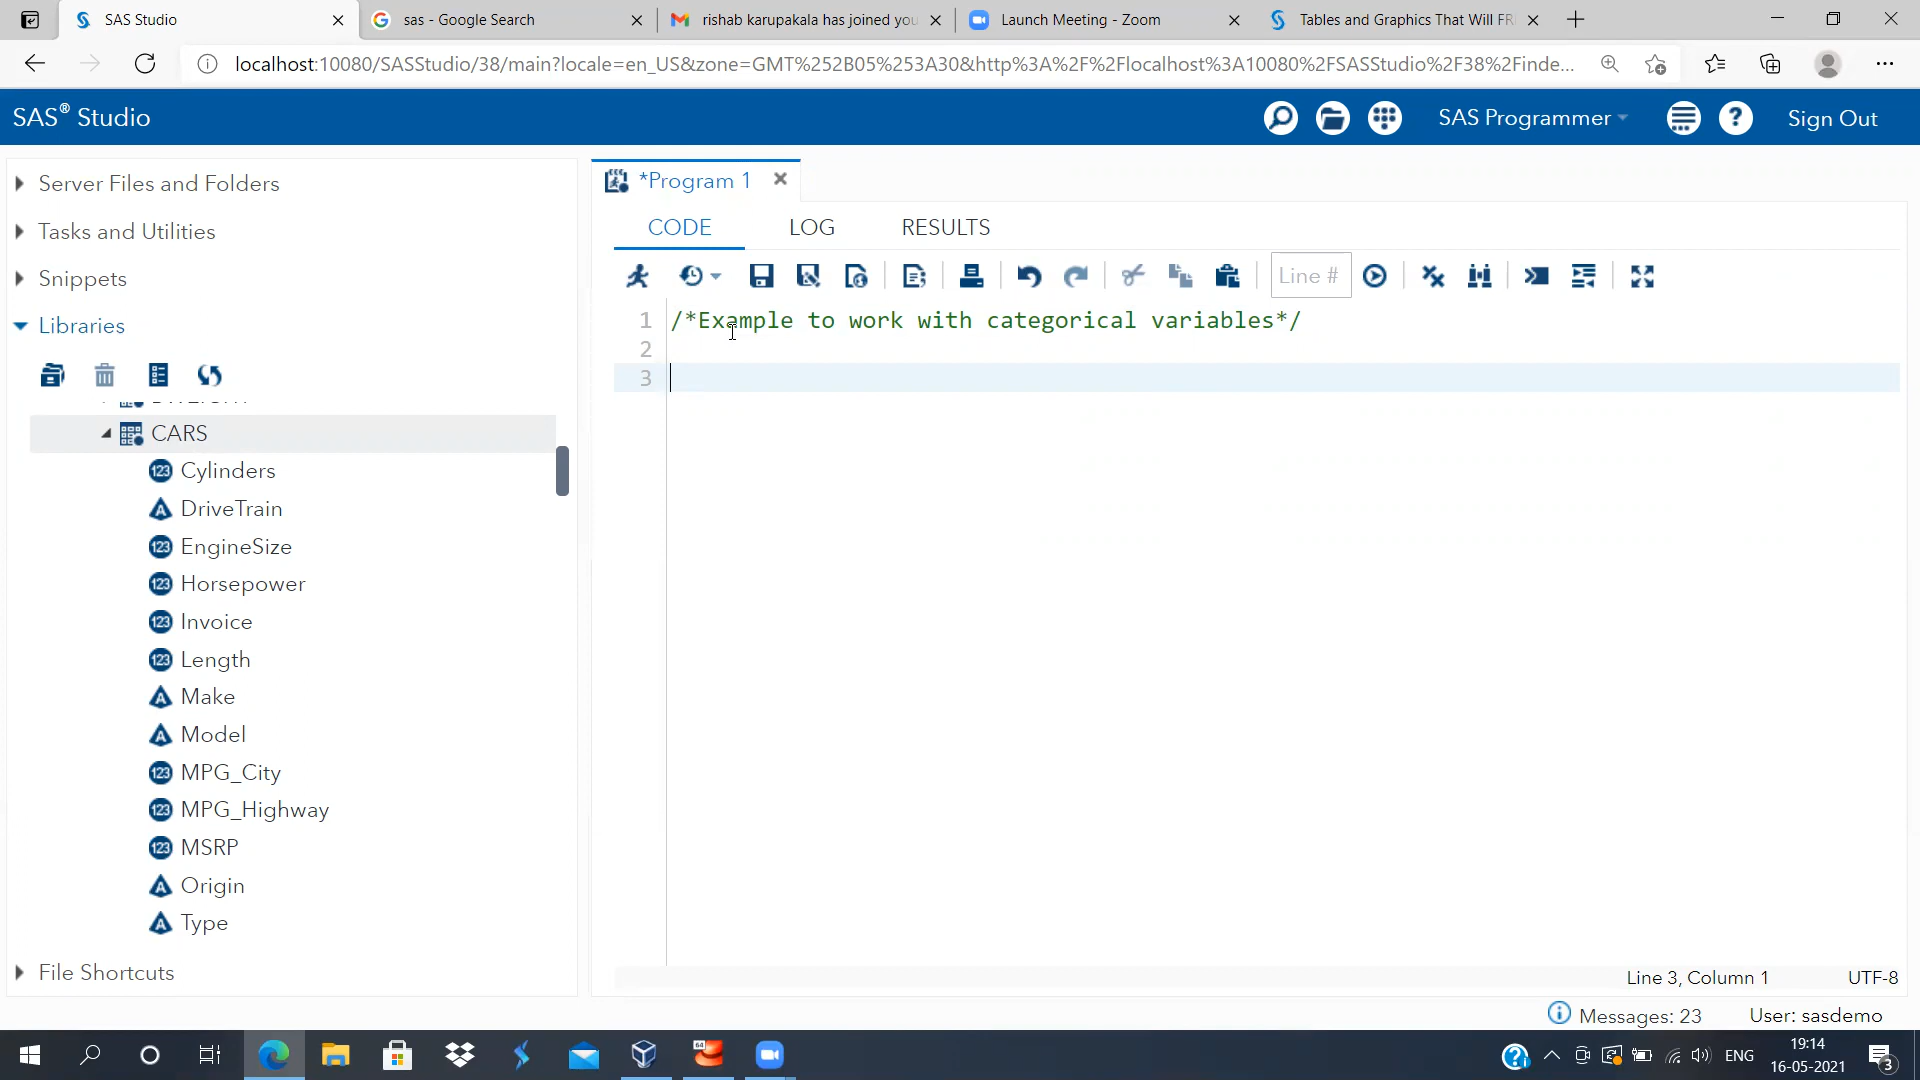 SAS Studio
sas - Google Search
rishab karupakala has joined you
Launch Meeting - Zoom
Tables and Graphics That Will FR
localhost:10080/SASStudio/38/main?locale=en_US&zone=GMT%252B05%253A30&http%3A%2F%2Flocalhost%3A10080%2FSASStudio%2F38%2Finde...
SAS® Studio
SAS Programmer
Sign Out
Server Files and Folders
Tasks and Utilities
Snippets
Libraries
CARS
Cylinders
DriveTrain
EngineSize
Horsepower
Invoice
Length
Make
Model
MPG_City
MPG_Highway
MSRP
Origin
Type
File Shortcuts
*Program 1
CODE LOG RESULTS
Line #
1 /*Example to work with categorical variables*/
2
3
Line 3, Column 1
UTF-8
Messages: 23
User: sasdemo
64
ENG
19:14
16-05-2021
3